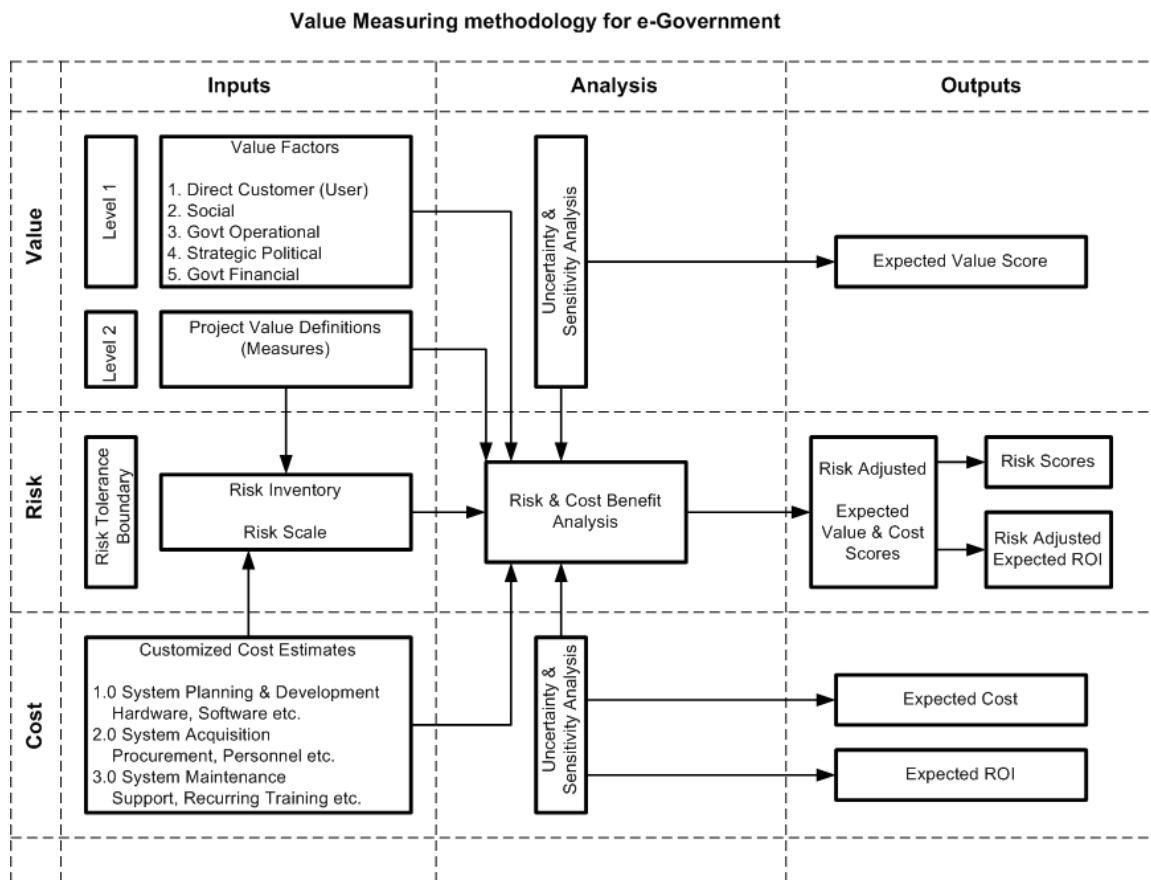 Value Measuring methodology for e-Government
Inputs
Analysis
Outputs
Value
Level 1
Value Factors
1. Direct Customer (User)
2. Social
3. Govt Operational
4. Strategic Political
5. Govt Financial
Uncertainty &
Sensitivity Analysis
Expected Value Score
Level 2
Project Value Definitions
(Measures)
Risk
Risk Tolerance
Boundary
Risk Inventory
Risk Scale
Risk & Cost Benefit
Analysis
Risk Adjusted
Expected
Value & Cost
Scores
Risk Scores
Risk Adjusted
Expected ROI
Cost
Customized Cost Estimates
1.0 System Planning & Development
Hardware, Software etc.
2.0 System Acquisition
Procurement, Personnel etc.
3.0 System Maintenance
Support, Recurring Training etc.
Uncertainty &
Sensitivity Analysis
Expected Cost
Expected ROI